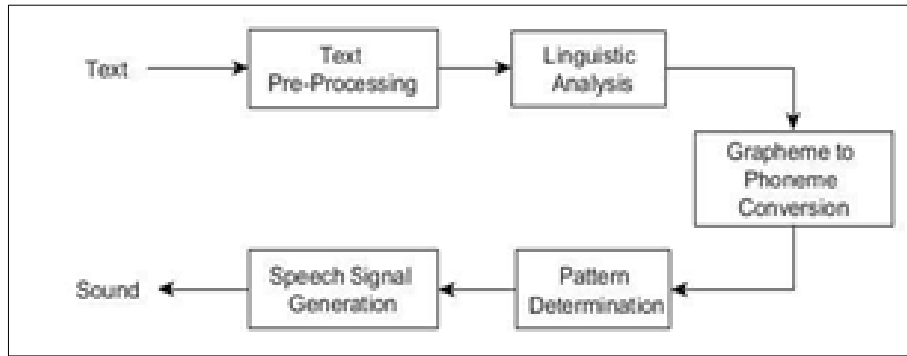 Text
Text
Pre-Processing
Linguistic
Analysis
Grapheme to
Phoneme
Conversion
Pattern
Determination
Speech Signal
Generation
Sound